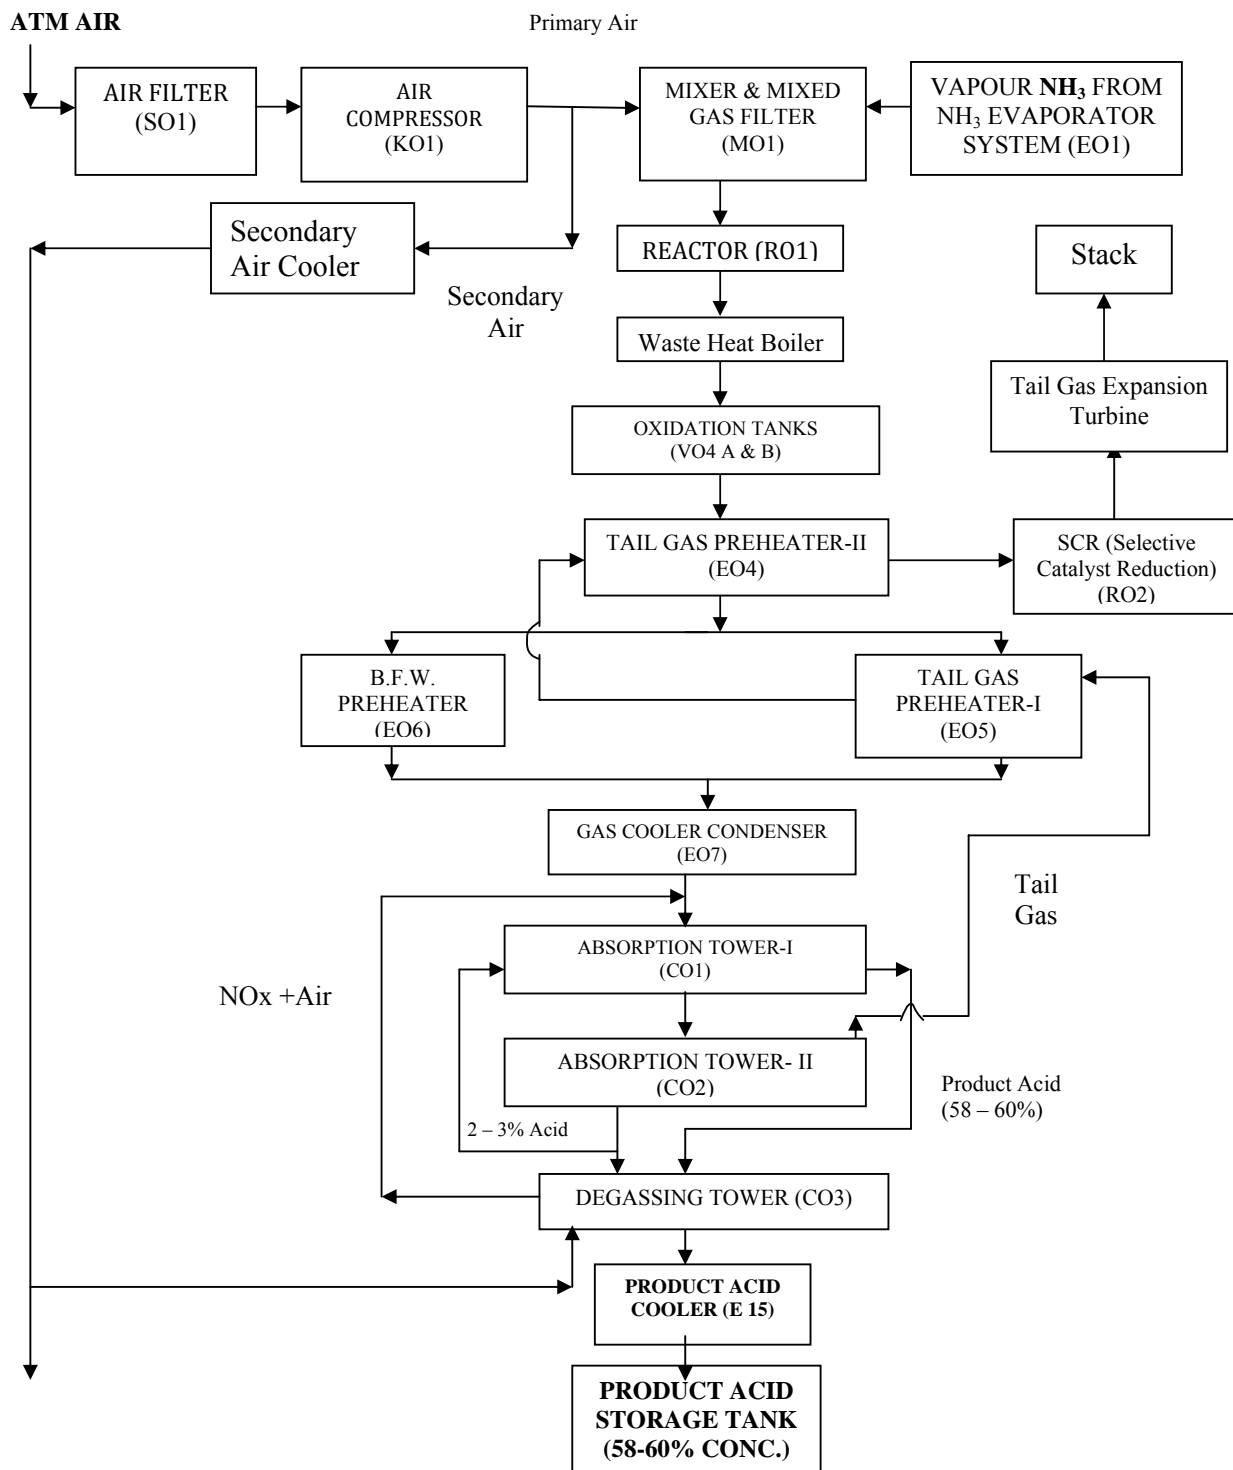 ATM AIR
Primary Air
AIR FILTER
(SO1)
AIR
COMPRESSOR
(KO1)
MIXER & MIXED
GAS FILTER
(MO1)
VAPOUR NH₃ FROM
NH₃ EVAPORATOR
SYSTEM (EO1)
Secondary
Air Cooler
Secondary
Air
REACTOR (RO1)
Stack
Waste Heat Boiler
Tail Gas Expansion
Turbine
OXIDATION TANKS
(VO4 A & B)
TAIL GAS PREHEATER-II
(EO4)
SCR (Selective
Catalyst Reduction)
(RO2)
B.F.W.
PREHEATER
(EO6)
TAIL GAS
PREHEATER-I
(EO5)
GAS COOLER CONDENSER
(EO7)
Tail
Gas
ABSORPTION TOWER-I
(CO1)
NOx +Air
ABSORPTION TOWER- II
(CO2)
Product Acid
(58 – 60%)
2 – 3% Acid
DEGASSING TOWER (CO3)
PRODUCT ACID
COOLER (E 15)
PRODUCT ACID
STORAGE TANK
(58-60% CONC.)